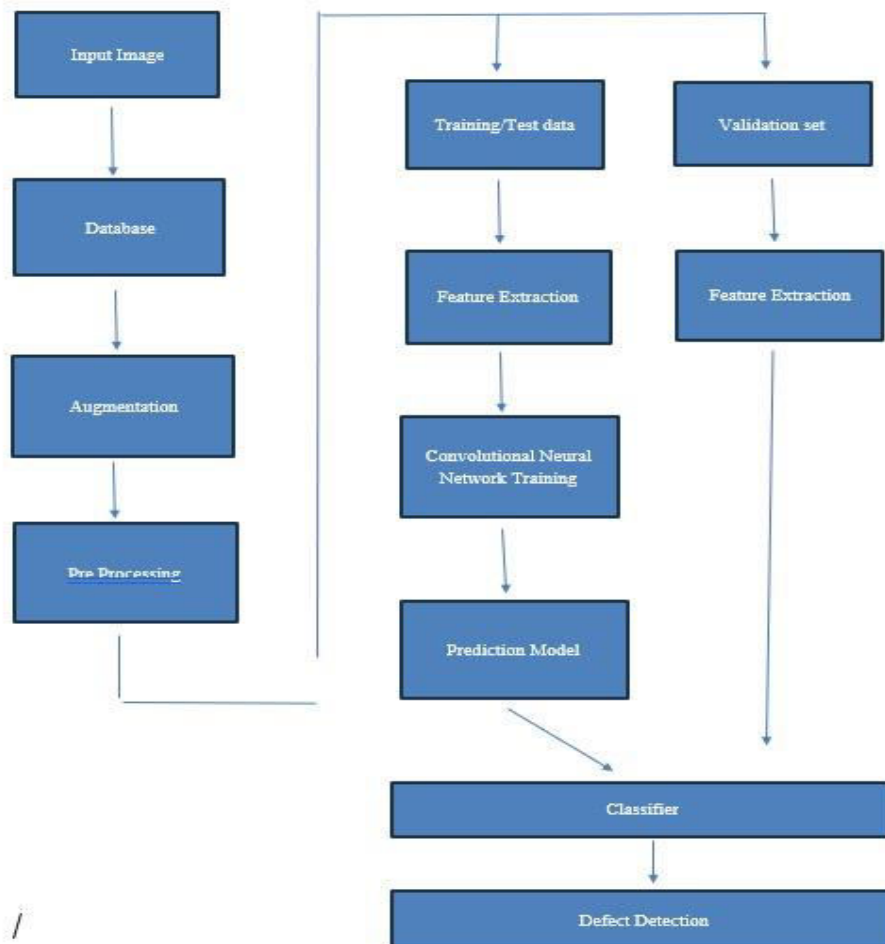 Input Image
Database
Augmentation
Pre Processing
Training/Test data
Feature Extraction
Convolutional Neural
Network Training
Prediction Model
Validation set
Feature Extraction
Classifier
Defect Detection
/